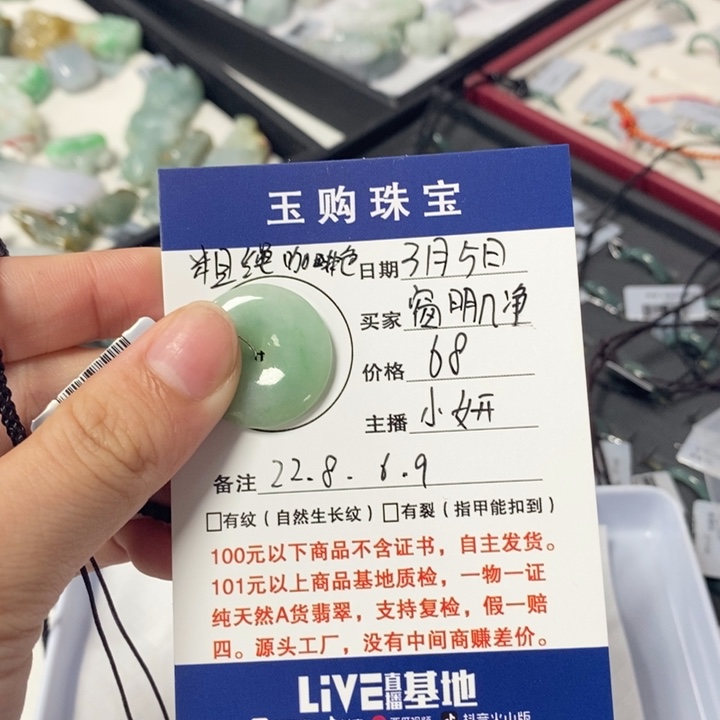 玉购珠宝
粗绳咖啡色
日期 3月5日
买家 窗明几净
价格 68
主播 小妍
备注 22.8 . 6.9
□有纹（自然生长纹）□有裂（指甲能扣到）
100元以下商品不含证书，自主发货。
101元以上商品基地质检，一物一证
纯天然A货翡翠，支持复检，假一赔
四。源头工厂，没有中间商赚差价。
LiVE直播基地
抖音火山版